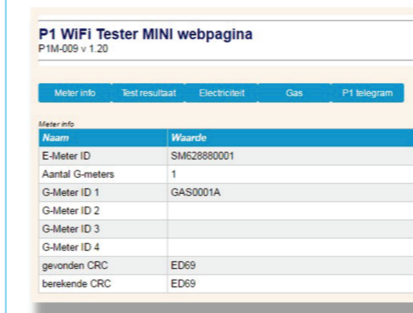 P1 WiFi Tester MINI webpagina
P1M-009 v 1.20
Meter info Test resultaat Electriciteit Gas P1 telegram
Meter info
Naam Waarde
E-Meter ID SM628880001
Aantal G-meters 1
G-Meter ID 1 GAS0001A
G-Meter ID 2
G-Meter ID 3
G-Meter ID 4
gevonden CRC ED69
berekende CRC ED69